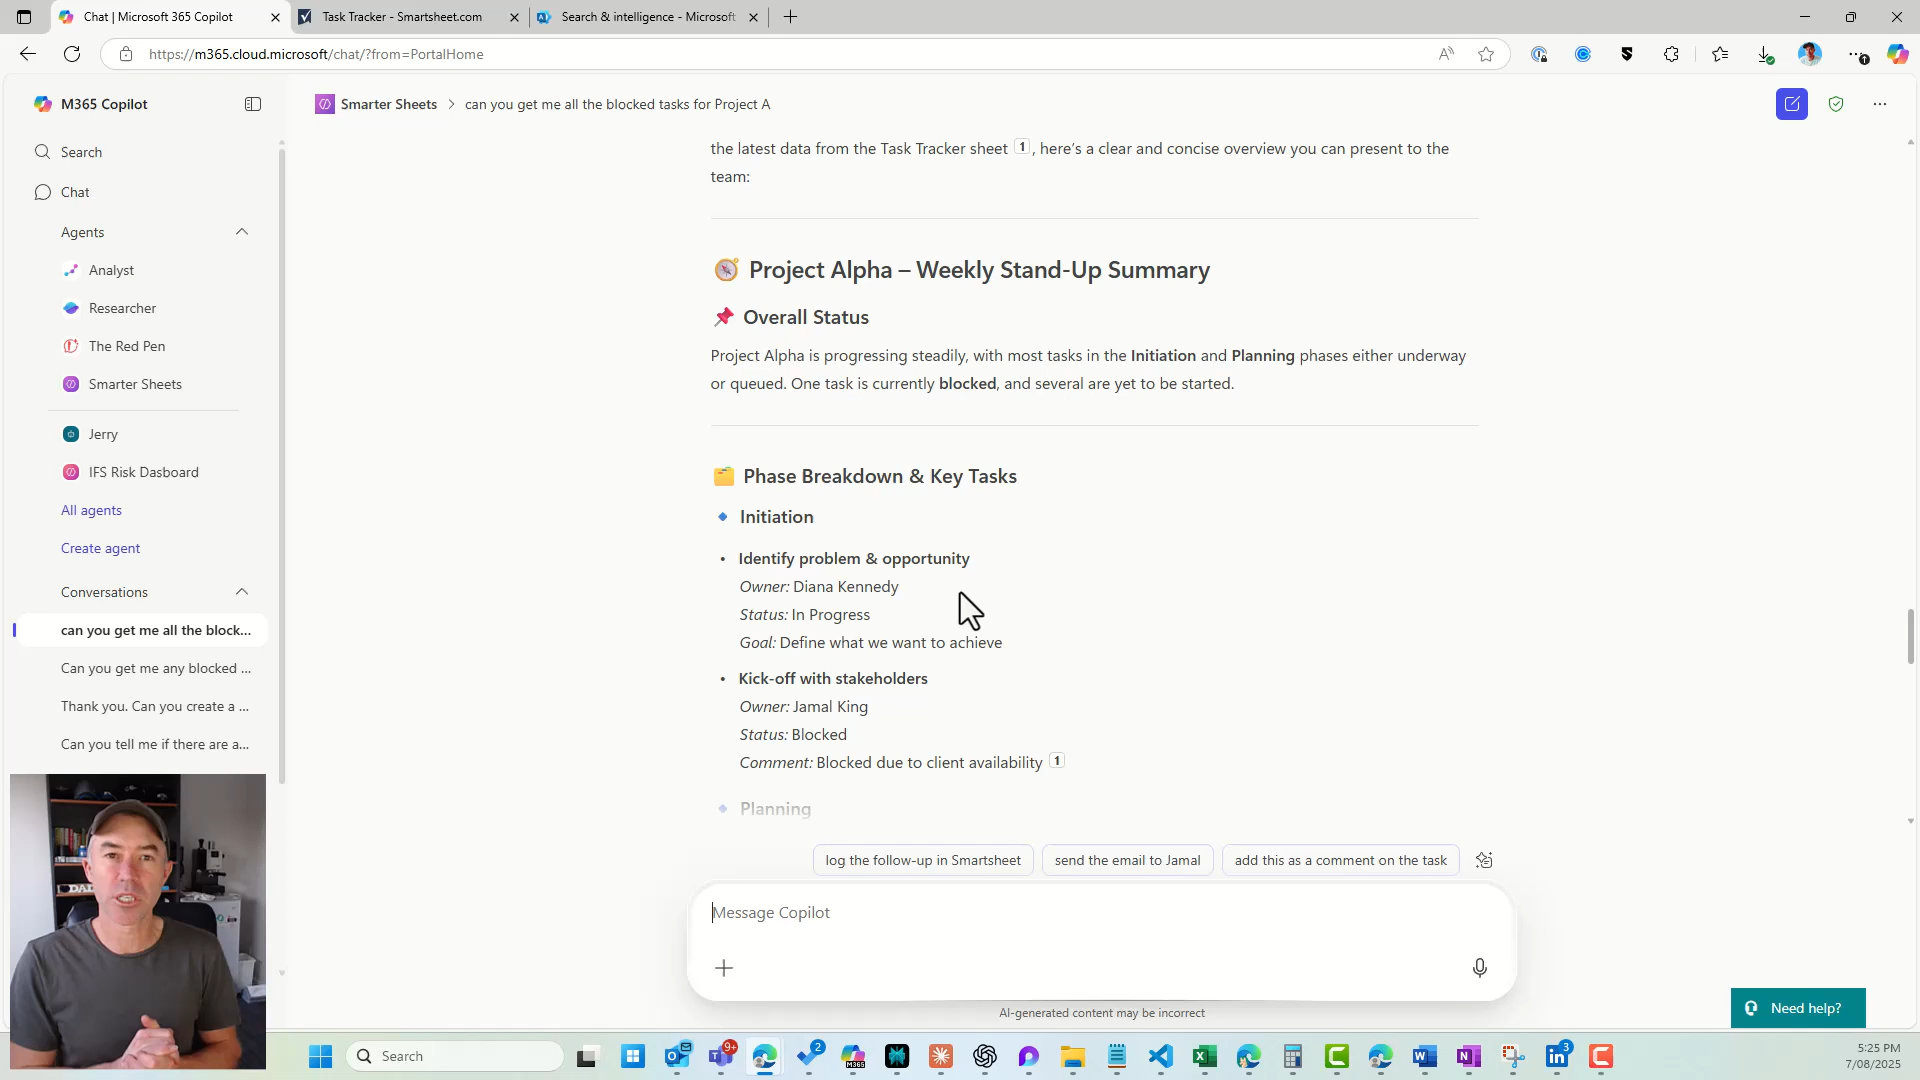 Chat | Microsoft 365 Copilot
Task Tracker - Smartsheet.com
Search & intelligence - Microsoft
https://m365.cloud.microsoft/chat/?from=PortalHome
M365 Copilot
Smarter Sheets > can you get me all the blocked tasks for Project A
Search
Chat
Agents
Analyst
Researcher
The Red Pen
Smarter Sheets
Jerry
IFS Risk Dasboard
All agents
Create agent
Conversations
can you get me all the block...
Can you get me any blocked ...
Thank you. Can you create a ...
Can you tell me if there are a...
the latest data from the Task Tracker sheet 1, here's a clear and concise overview you can present to the
team:
Project Alpha – Weekly Stand-Up Summary
Overall Status
Project Alpha is progressing steadily, with most tasks in the Initiation and Planning phases either underway
or queued. One task is currently blocked, and several are yet to be started.
Phase Breakdown & Key Tasks
Initiation
• Identify problem & opportunity
Owner: Diana Kennedy
Status: In Progress
Goal: Define what we want to achieve
• Kick-off with stakeholders
Owner: Jamal King
Status: Blocked
Comment: Blocked due to client availability 1
Planning
log the follow-up in Smartsheet
send the email to Jamal
add this as a comment on the task
Message Copilot
AI-generated content may be incorrect
Need help?
Search
9+
2
M365
3
5:25 PM
7/08/2025